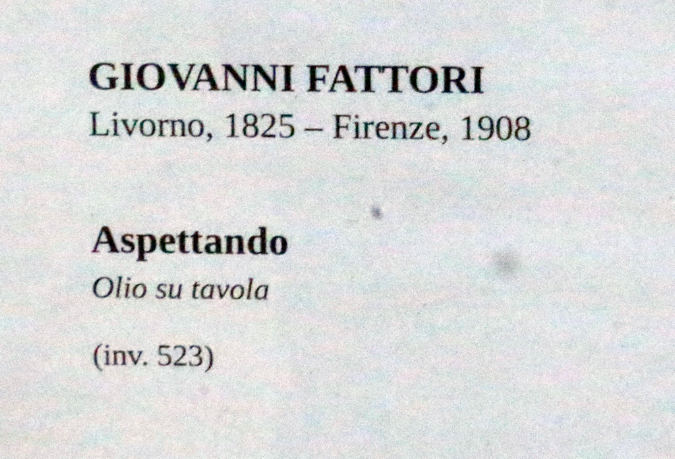 GIOVANNI FATTORI
Livorno, 1825 – Firenze, 1908
Aspettando
Olio su tavola
(inv. 523)